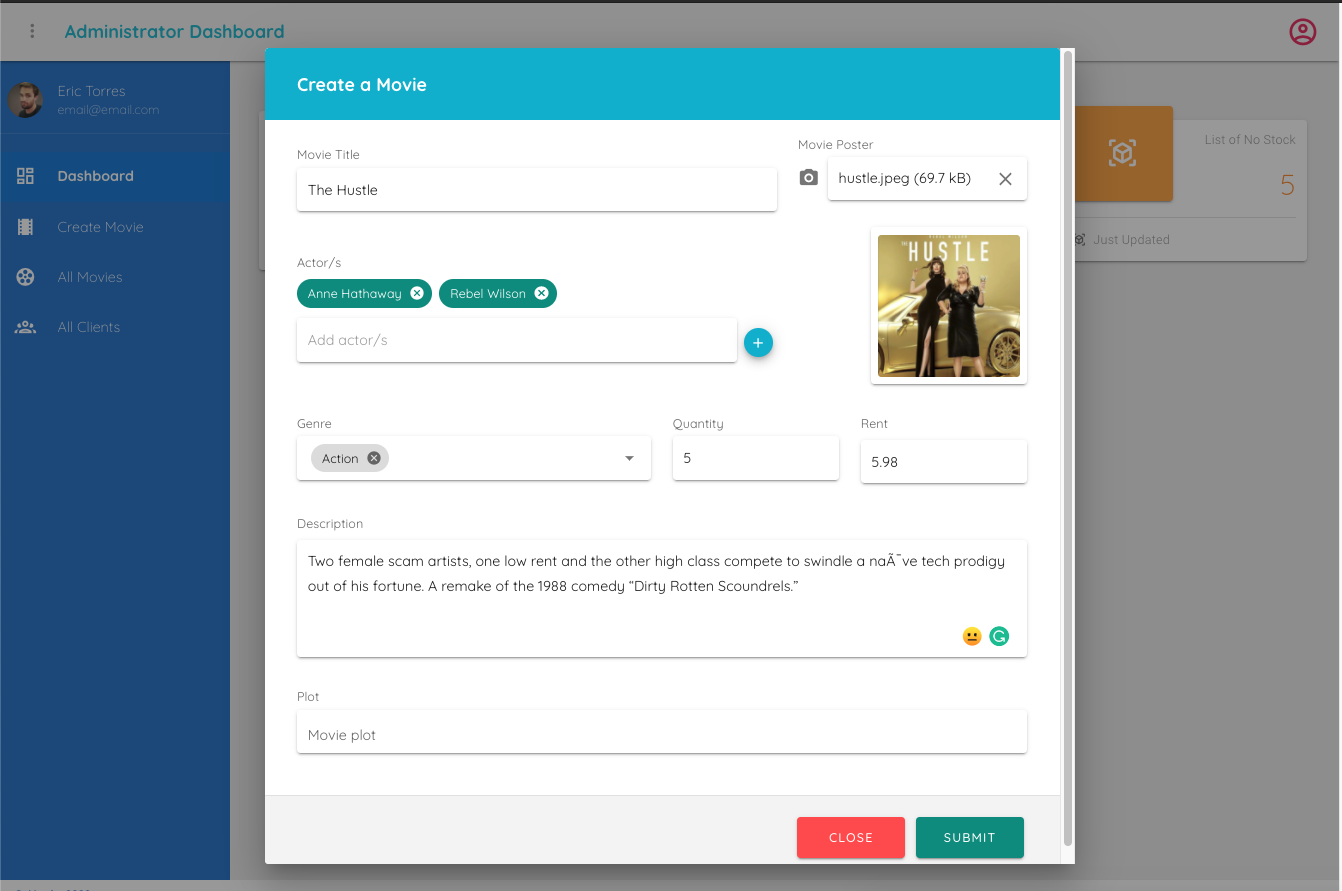 Administrator Dashboard
Eric Torres
email@email.com
Dashboard
Create Movie
All Movies
All Clients
Create a Movie
Movie Title
The Hustle
Movie Poster
hustle.jpeg (69.7 kB)
THE HUSTLE
Actor/s
Anne Hathaway
Rebel Wilson
Add actor/s
Genre
Action
Quantity
5
Rent
5.98
Description
Two female scam artists, one low rent and the other high class compete to swindle a naÃ¯ve tech prodigy
out of his fortune. A remake of the 1988 comedy “Dirty Rotten Scoundrels.”
Plot
Movie plot
CLOSE
SUBMIT
List of No Stock
5
Just Updated